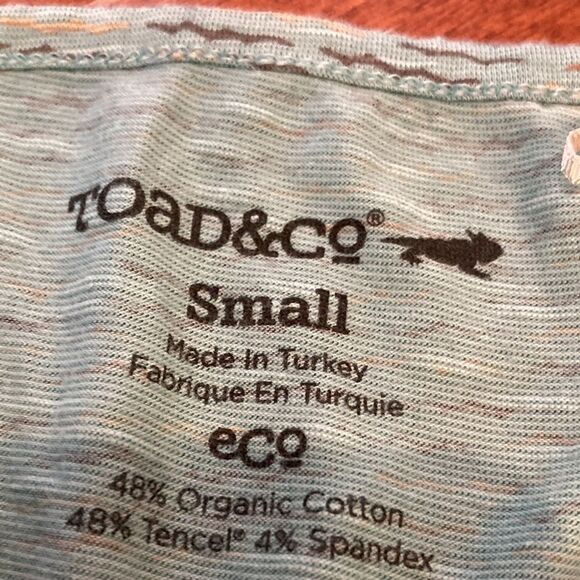 TOaD&CO®
Small
Made In Turkey
Fabrique En Turquie
eCO
48% Organic Cotton
48% Tencel® 4% Spandex